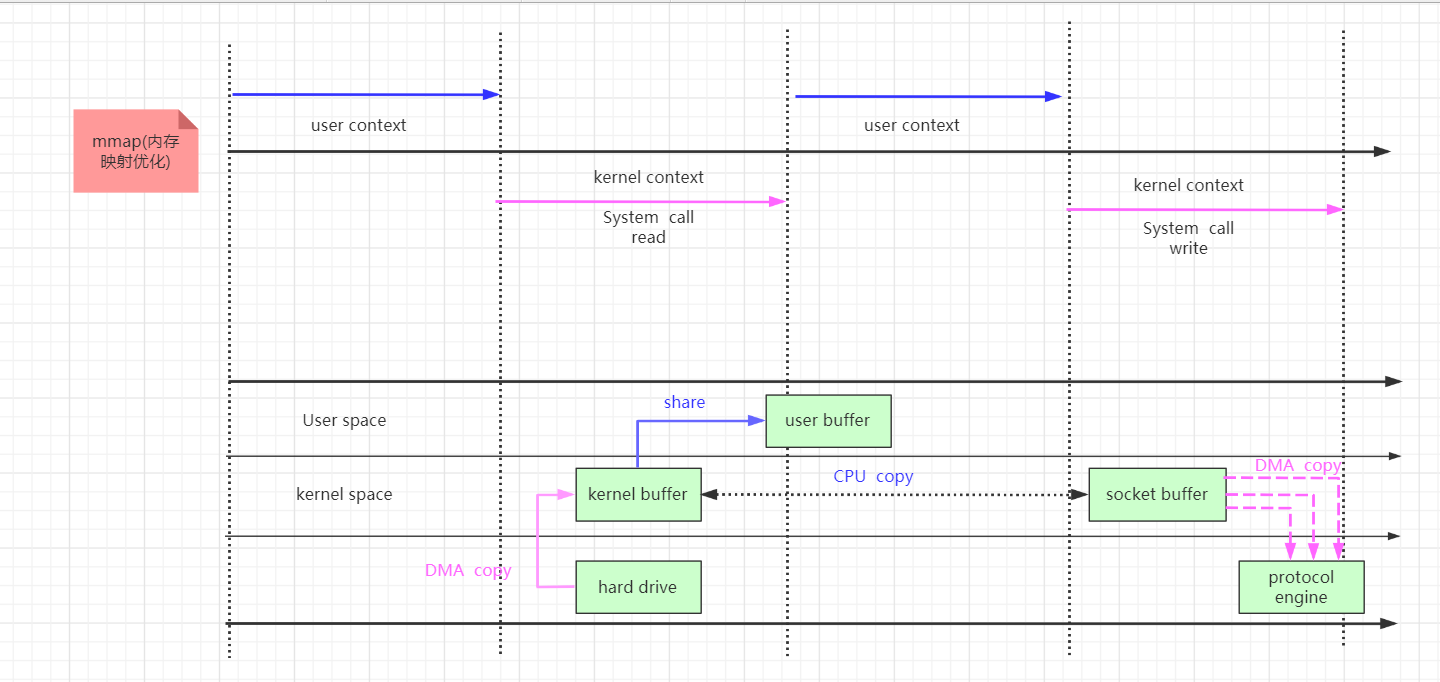 mmap(内存
映射优化)
user context
user context
kernel context
System call
read
kernel context
System call
write
User space
share
user buffer
kernel space
kernel buffer
CPU copy
socket buffer
DMA copy
DMA copy
hard drive
protocol
engine